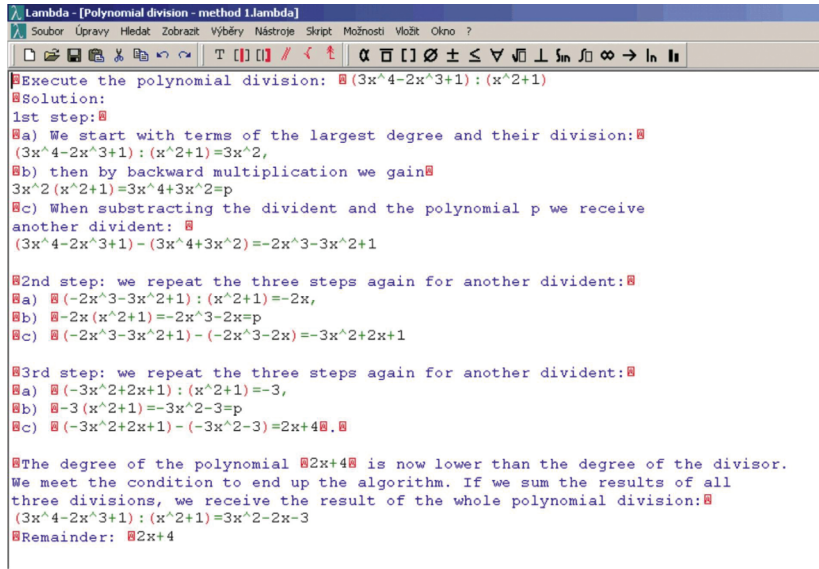 Lambda - [Polynomial division - method 1.lambda]
Soubor Úpravy Hledat Zobrazit Výběry Nástroje Skript Možnosti Vložit Okno ?
Execute the polynomial division: (3x^4-2x^3+1):(x^2+1)
Solution:
1st step:
a) We start with terms of the largest degree and their division:
(3x^4-2x^3+1):(x^2+1)=3x^2,
b) then by backward multiplication we gain
3x^2(x^2+1)=3x^4+3x^2=p
c) When substracting the divident and the polynomial p we receive
another divident:
(3x^4-2x^3+1)-(3x^4+3x^2)=-2x^3-3x^2+1
2nd step: we repeat the three steps again for another divident:
a) (-2x^3-3x^2+1):(x^2+1)=-2x,
b) -2x(x^2+1)=-2x^3-2x=p
c) (-2x^3-3x^2+1)-(-2x^3-2x)=-3x^2+2x+1
3rd step: we repeat the three steps again for another divident:
a) (-3x^2+2x+1):(x^2+1)=-3,
b) -3(x^2+1)=-3x^2-3=p
c) (-3x^2+2x+1)-(-3x^2-3)=2x+4.
The degree of the polynomial 2x+4 is now lower than the degree of the divisor.
We meet the condition to end up the algorithm. If we sum the results of all
three divisions, we receive the result of the whole polynomial division:
(3x^4-2x^3+1):(x^2+1)=3x^2-2x-3
Remainder: 2x+4